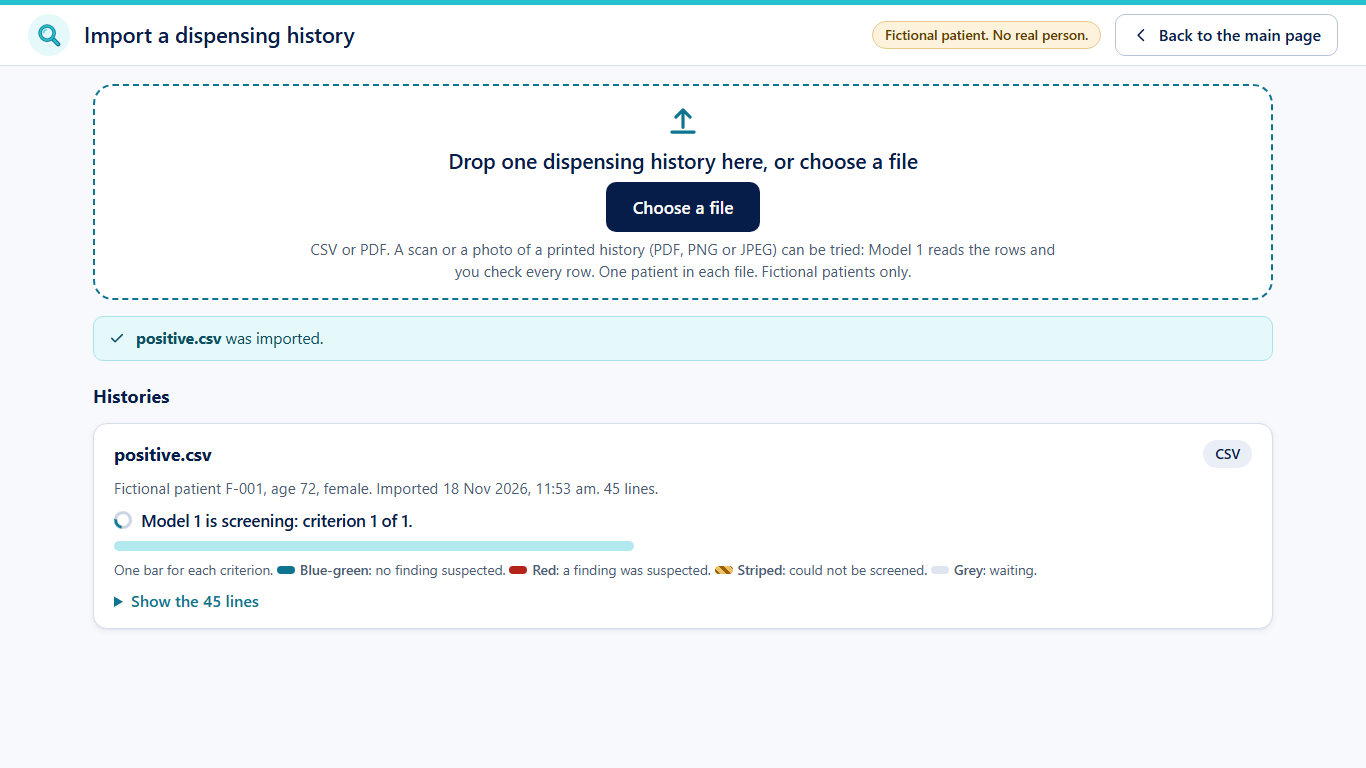 Import a dispensing history
Fictional patient. No real person.
Back to the main page
Drop one dispensing history here, or choose a file
Choose a file
CSV or PDF. A scan or a photo of a printed history (PDF, PNG or JPEG) can be tried: Model 1 reads the rows and
you check every row. One patient in each file. Fictional patients only.
positive.csv was imported.
Histories
positive.csv
CSV
Fictional patient F-001, age 72, female. Imported 18 Nov 2026, 11:53 am. 45 lines.
Model 1 is screening: criterion 1 of 1.
One bar for each criterion. Blue-green: no finding suspected. Red: a finding was suspected. Striped: could not be screened. Grey: waiting.
Show the 45 lines